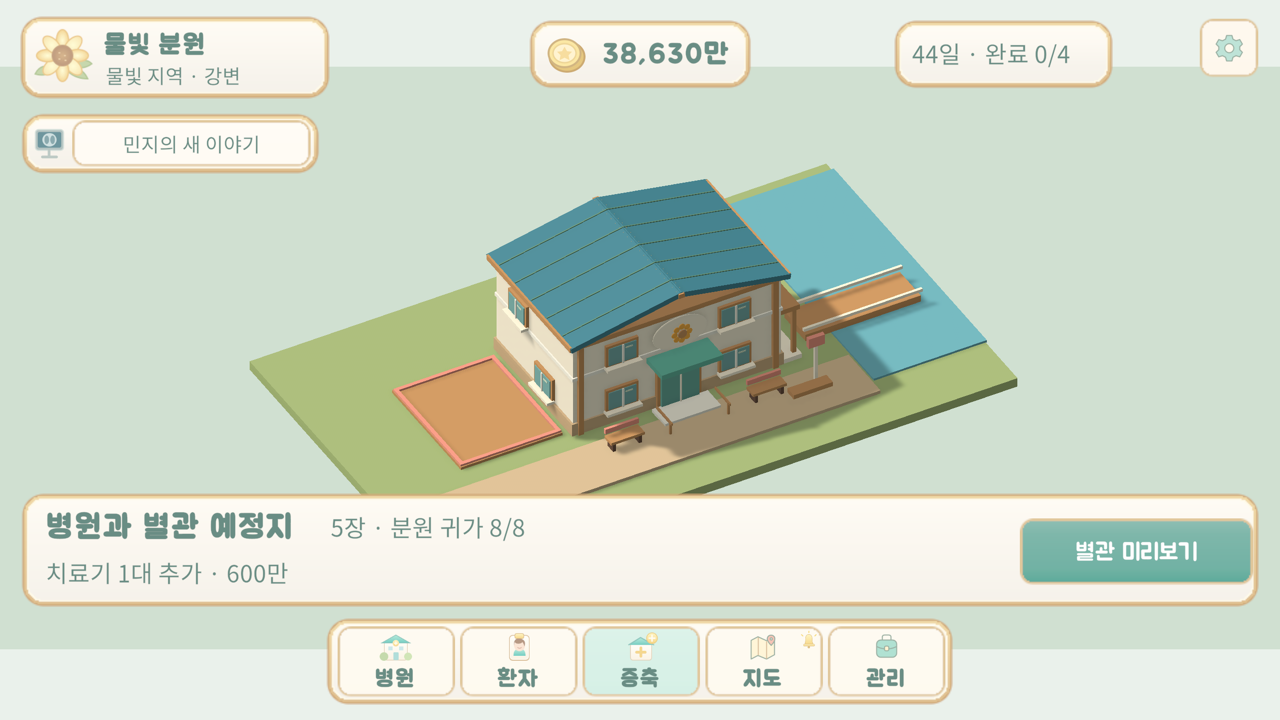 물빛 분원
물빛 지역 · 강변
38,630만
44일 · 완료 0/4
민지의 새 이야기
병원과 별관 예정지
5장 · 분원 귀가 8/8
치료기 1대 추가 · 600만
별관 미리보기
병원
환자
증축
지도
관리